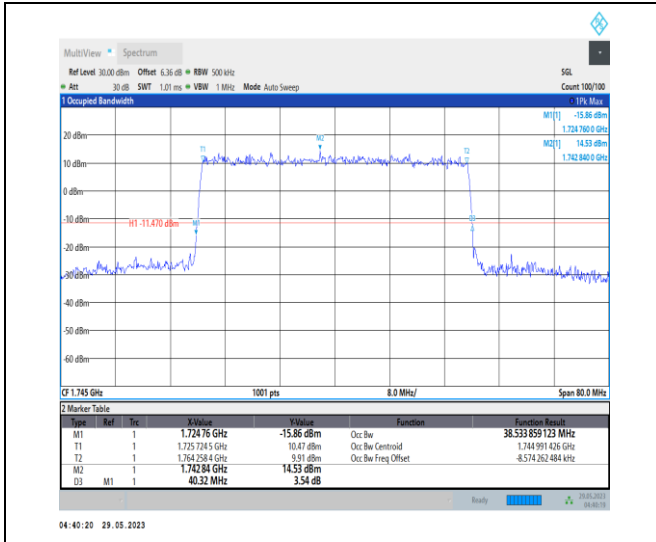 MultiView Spectrum
Ref Level 30.00 dBm Offset 6.36 dB RBW 500 kHz SGL
Att 30 dB SWT 1.01 ms VBW 1 MHz Mode Auto Sweep Count 100/100
1 Occupied Bandwidth 1Pk Max
M1[1] -15.86 dBm
1.724 760 0 GHz
M2[1] 14.53 dBm
1.742 840 0 GHz
20 dBm
M2
T1
T2
10 dBm
0 dBm
-10 dBm
H1 -11.470 dBm
M1
D3
-20 dBm
-30 dBm
-40 dBm
-50 dBm
-60 dBm
CF 1.745 GHz 1001 pts 8.0 MHz/ Span 80.0 MHz
2 Marker Table
Type Ref Trc X-Value Y-Value Function Function Result
M1 1 1.724 76 GHz -15.86 dBm Occ Bw 38.533 859 123 MHz
T1 1 1.725 724 5 GHz 10.47 dBm Occ Bw Centroid 1.744 991 426 GHz
T2 1 1.764 258 4 GHz 9.91 dBm Occ Bw Freq Offset -8.574 262 484 kHz
M2 1 1.742 84 GHz 14.53 dBm
D3 M1 1 40.32 MHz 3.54 dB
Ready 29.05.2023
04:40:19
04:40:20 29.05.2023